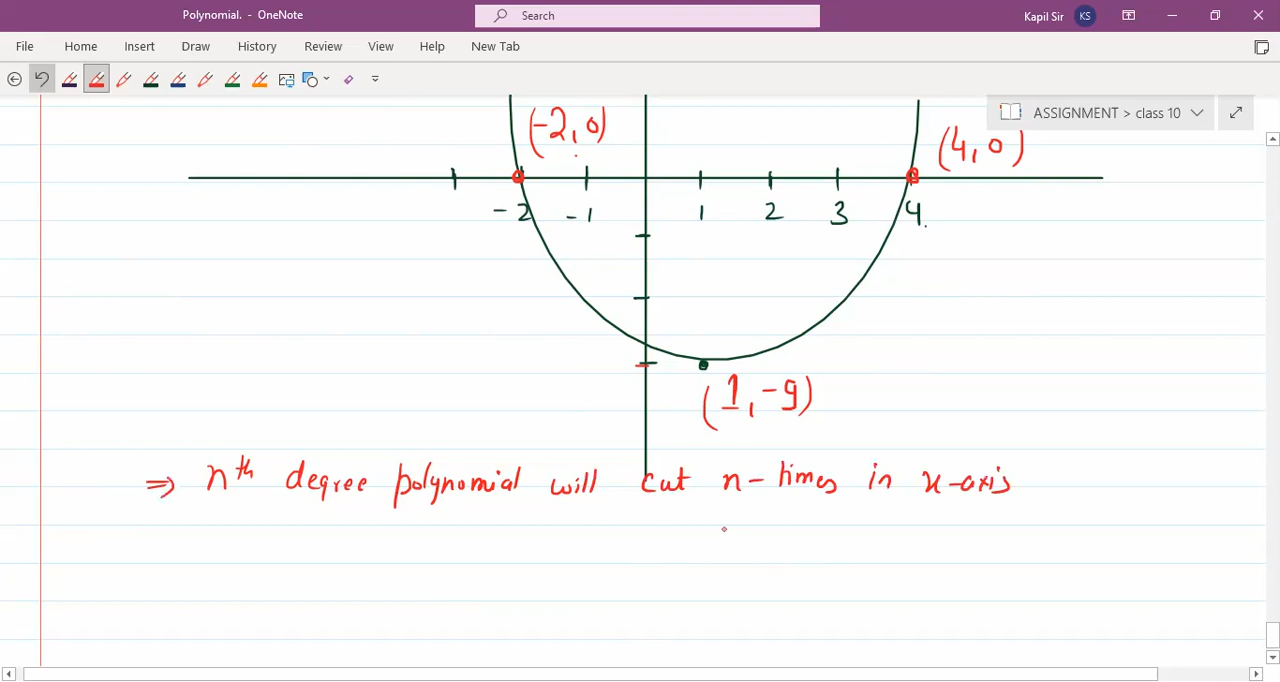 Polynomial. - OneNote
Search
Kapil Sir KS
File Home Insert Draw History Review View Help New Tab
ASSIGNMENT > class 10
(-2, 0)
(4, 0)
-2 -1 1 2 3 4
(1, -9)
⇒ nth degree polynomial will cut n-times in x-axis